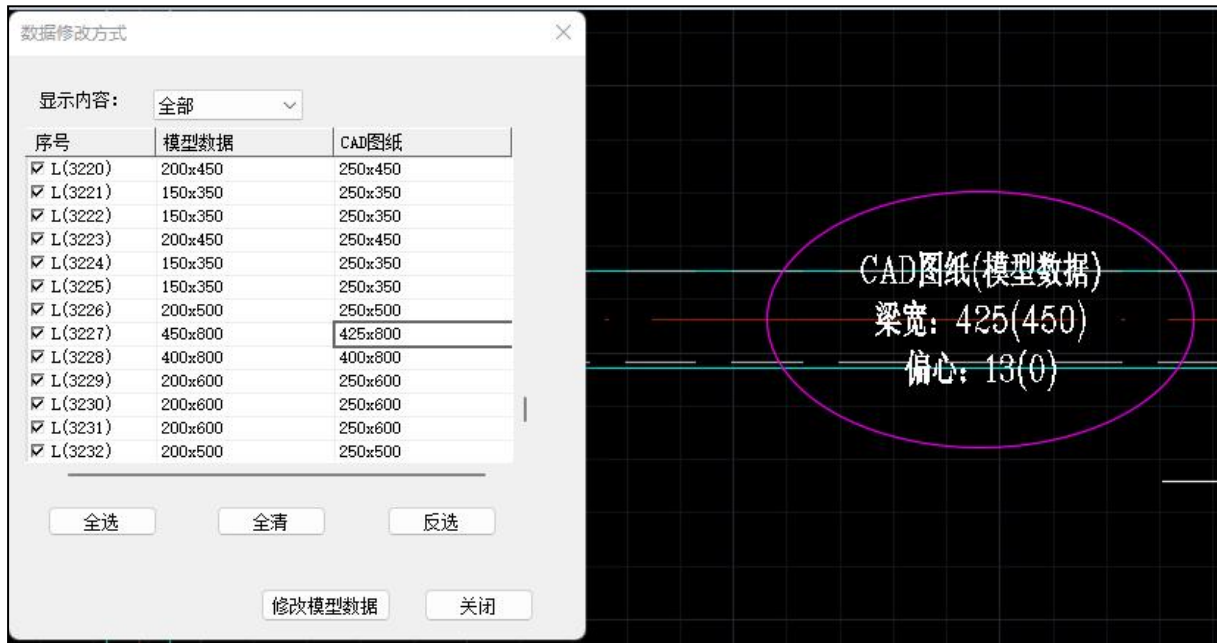 数据修改方式
显示内容： 全部
序号 模型数据 CAD图纸
L(3220) 200x450 250x450
L(3221) 150x350 250x350
L(3222) 150x350 250x350
L(3223) 200x450 250x450
L(3224) 150x350 250x350
L(3225) 150x350 250x350
L(3226) 200x500 250x500
L(3227) 450x800 425x800
L(3228) 400x800 400x800
L(3229) 200x600 250x600
L(3230) 200x600 250x600
L(3231) 200x600 250x600
L(3232) 200x500 250x500
全选 全清 反选
修改模型数据 关闭
CAD图纸(模型数据)
梁宽: 425(450)
偏心: 13(0)